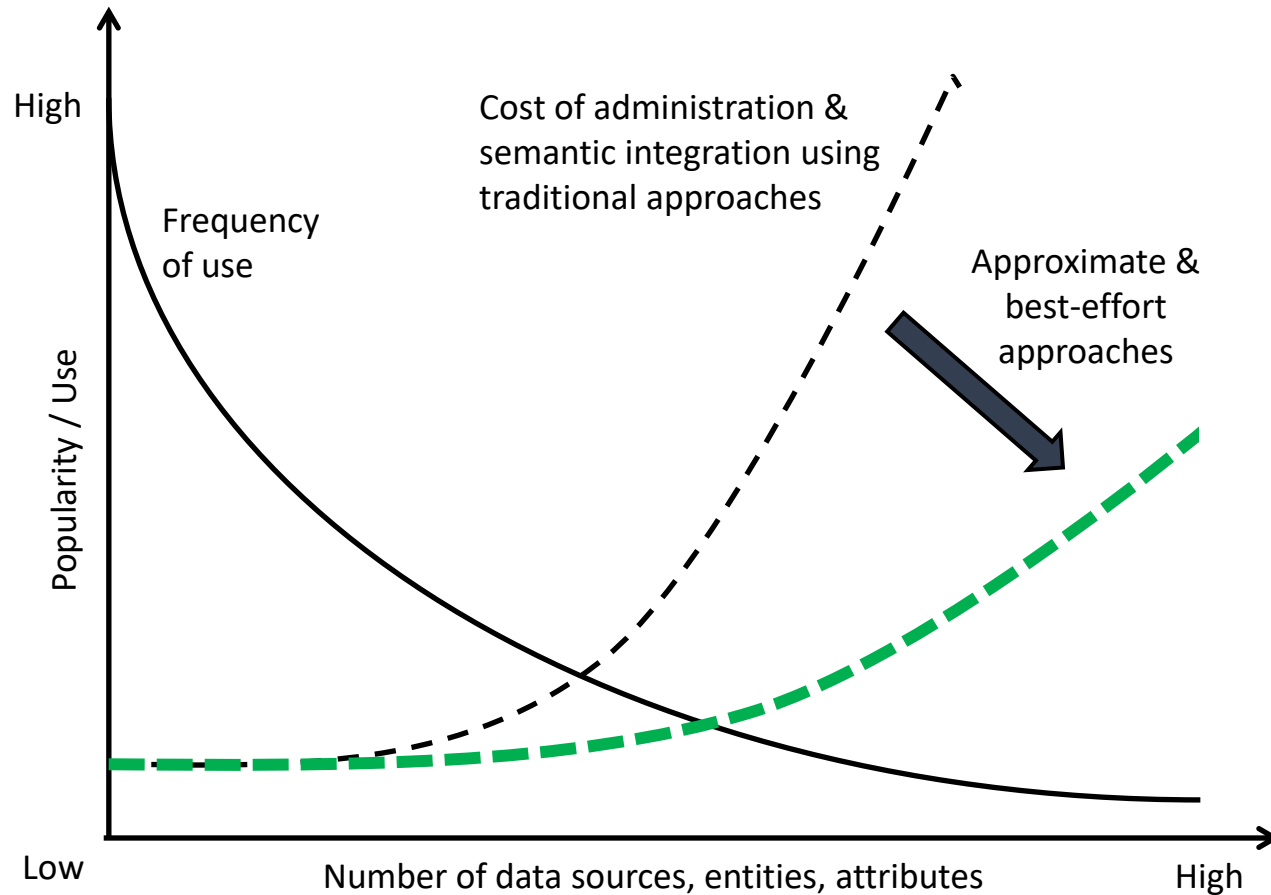 High
Cost of administration &
semantic integration using
traditional approaches
Frequency
of use
Approximate &
best-effort
approaches
Popularity / Use
Low
Number of data sources, entities, attributes
High